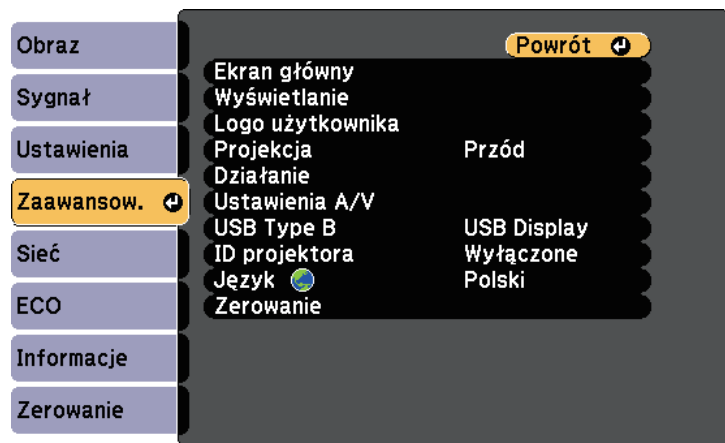 Obraz
Sygnał
Ustawienia
Zaawansow.
Sieć
ECO
Informacje
Zerowanie
Powrót
Ekran główny
Wyświetlanie
Logo użytkownika
Projekcja Przód
Działanie
Ustawienia A/V
USB Type B USB Display
ID projektora Wyłączone
Język Polski
Zerowanie